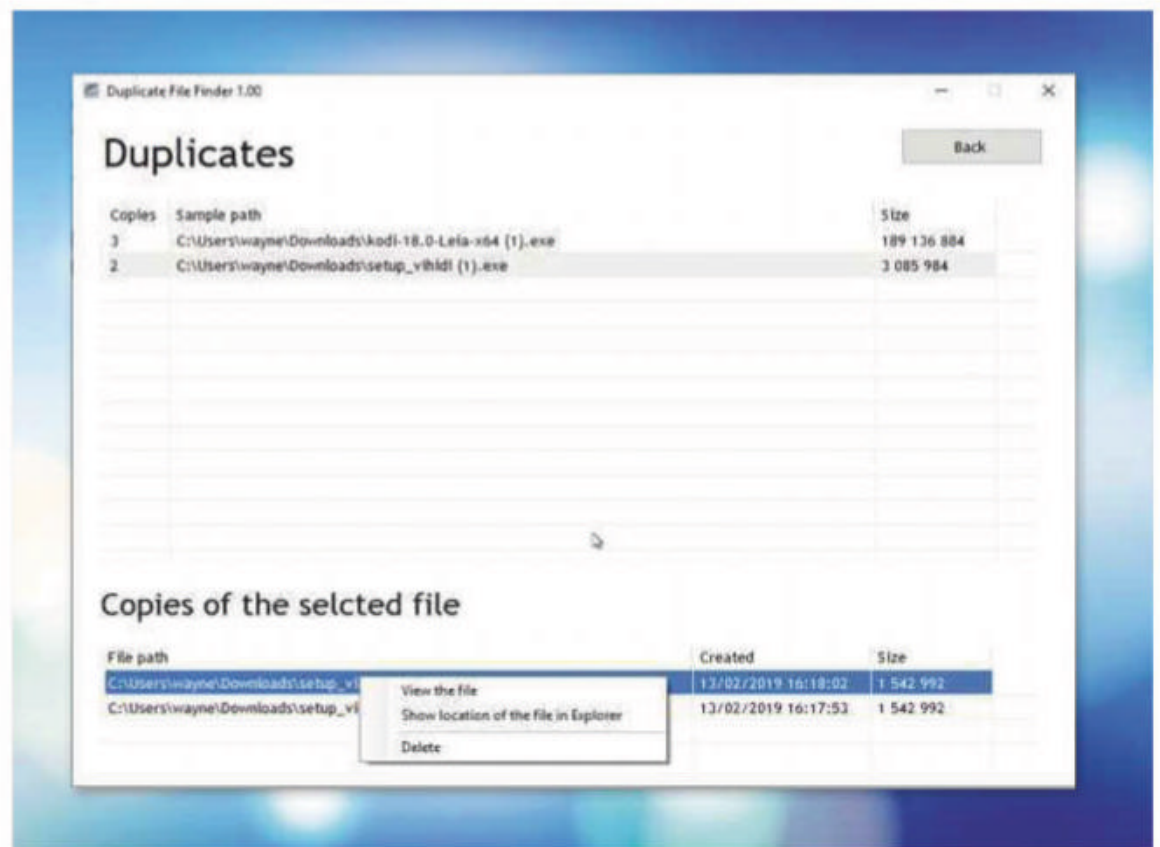 Duplicate File Finder 1.00
Duplicates
Back
Copies Sample path Size
3 C:\Users\wayne\Downloads\kodi-18.0-Leia-x64 (1).exe 189 136 884
2 C:\Users\wayne\Downloads\setup_vihidi (1).exe 3 085 984
Copies of the selcted file
File path Created Size
C:\Users\wayne\Downloads\setup_vi 13/02/2019 16:18:02 1 542 992
View the file
C:\Users\wayne\Downloads\setup_vi 13/02/2019 16:17:53 1 542 992
Show location of the file in Explorer
Delete